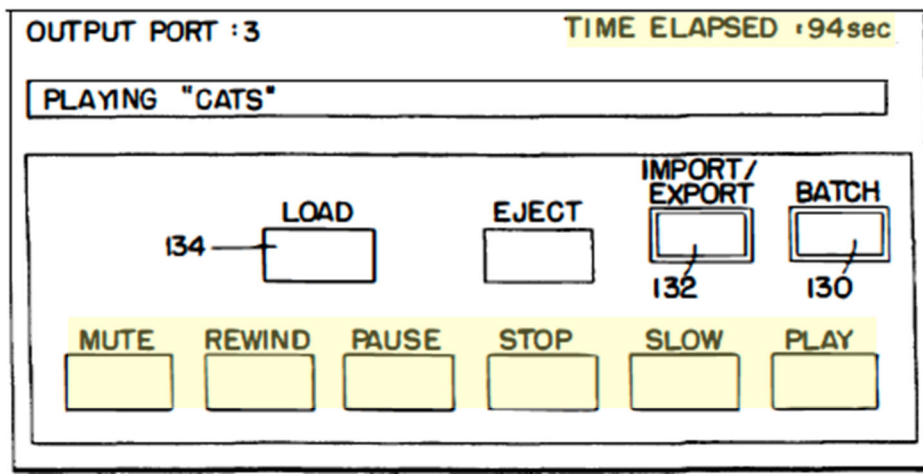 OUTPUT PORT : 3
TIME ELAPSED : 94sec
PLAYING "CATS"
IMPORT/
EXPORT
BATCH
LOAD
EJECT
134
132
130
MUTE REWIND PAUSE STOP SLOW PLAY